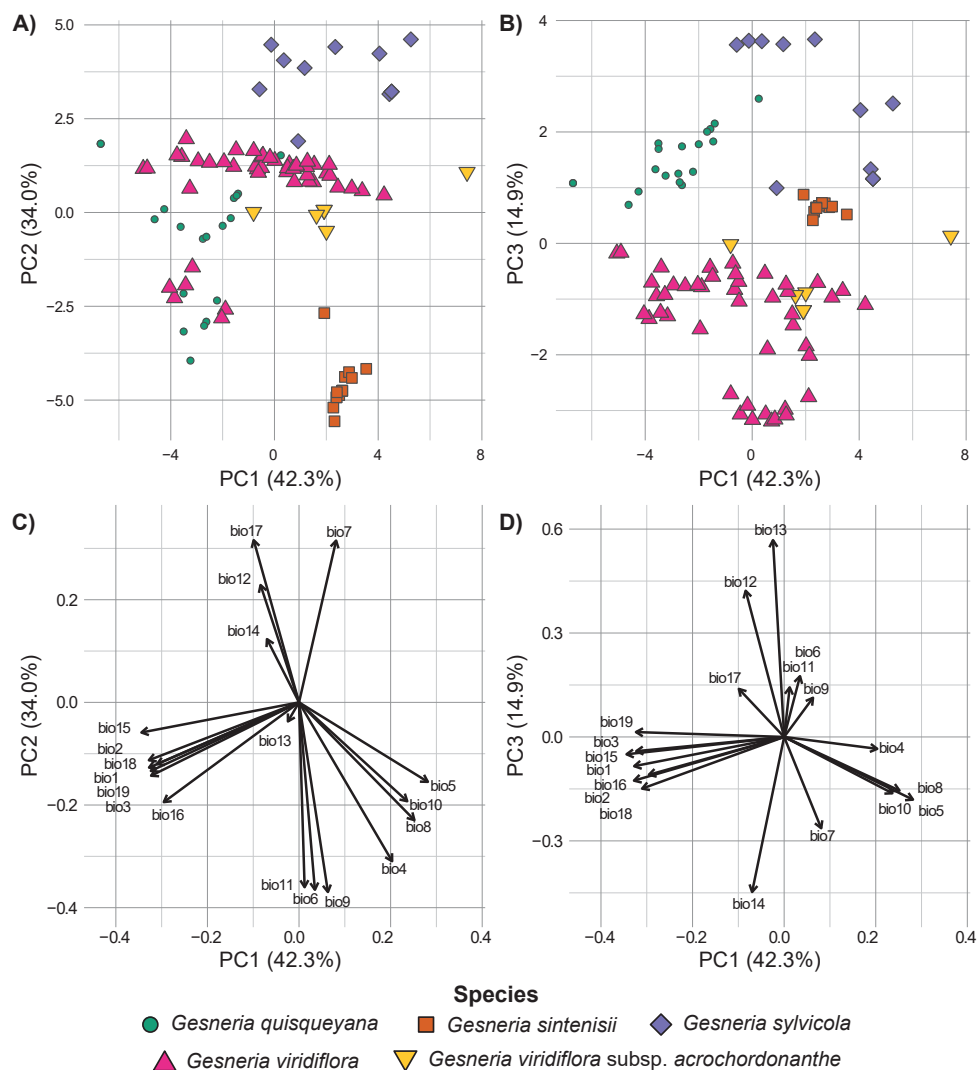 A)
5.0
2.5
0.0
−2.5
−5.0
PC2 (34.0%)
−4
0
4
8
PC1 (42.3%)
B)
4
2
0
−2
PC3 (14.9%)
−4
0
4
8
PC1 (42.3%)
C)
bio17
bio7
bio12
bio14
bio15
bio13
bio2
bio18
bio1
bio19
bio3
bio16
bio5
bio10
bio8
bio4
bio11
bio6
bio9
0.2
0.0
−0.2
−0.4
PC2 (34.0%)
−0.4
−0.2
0.0
0.2
0.4
PC1 (42.3%)
D)
bio13
bio12
bio6
bio11
bio17
bio9
bio19
bio3
bio4
bio15
bio1
bio16
bio8
bio2
bio10
bio5
bio18
bio7
bio14
0.6
0.3
0.0
−0.3
PC3 (14.9%)
−0.4
−0.2
0.0
0.2
0.4
PC1 (42.3%)
Species
Gesneria quisqueyana
Gesneria sintenisii
Gesneria sylvicola
Gesneria viridiflora
Gesneria viridiflora subsp. acrochordonanthe